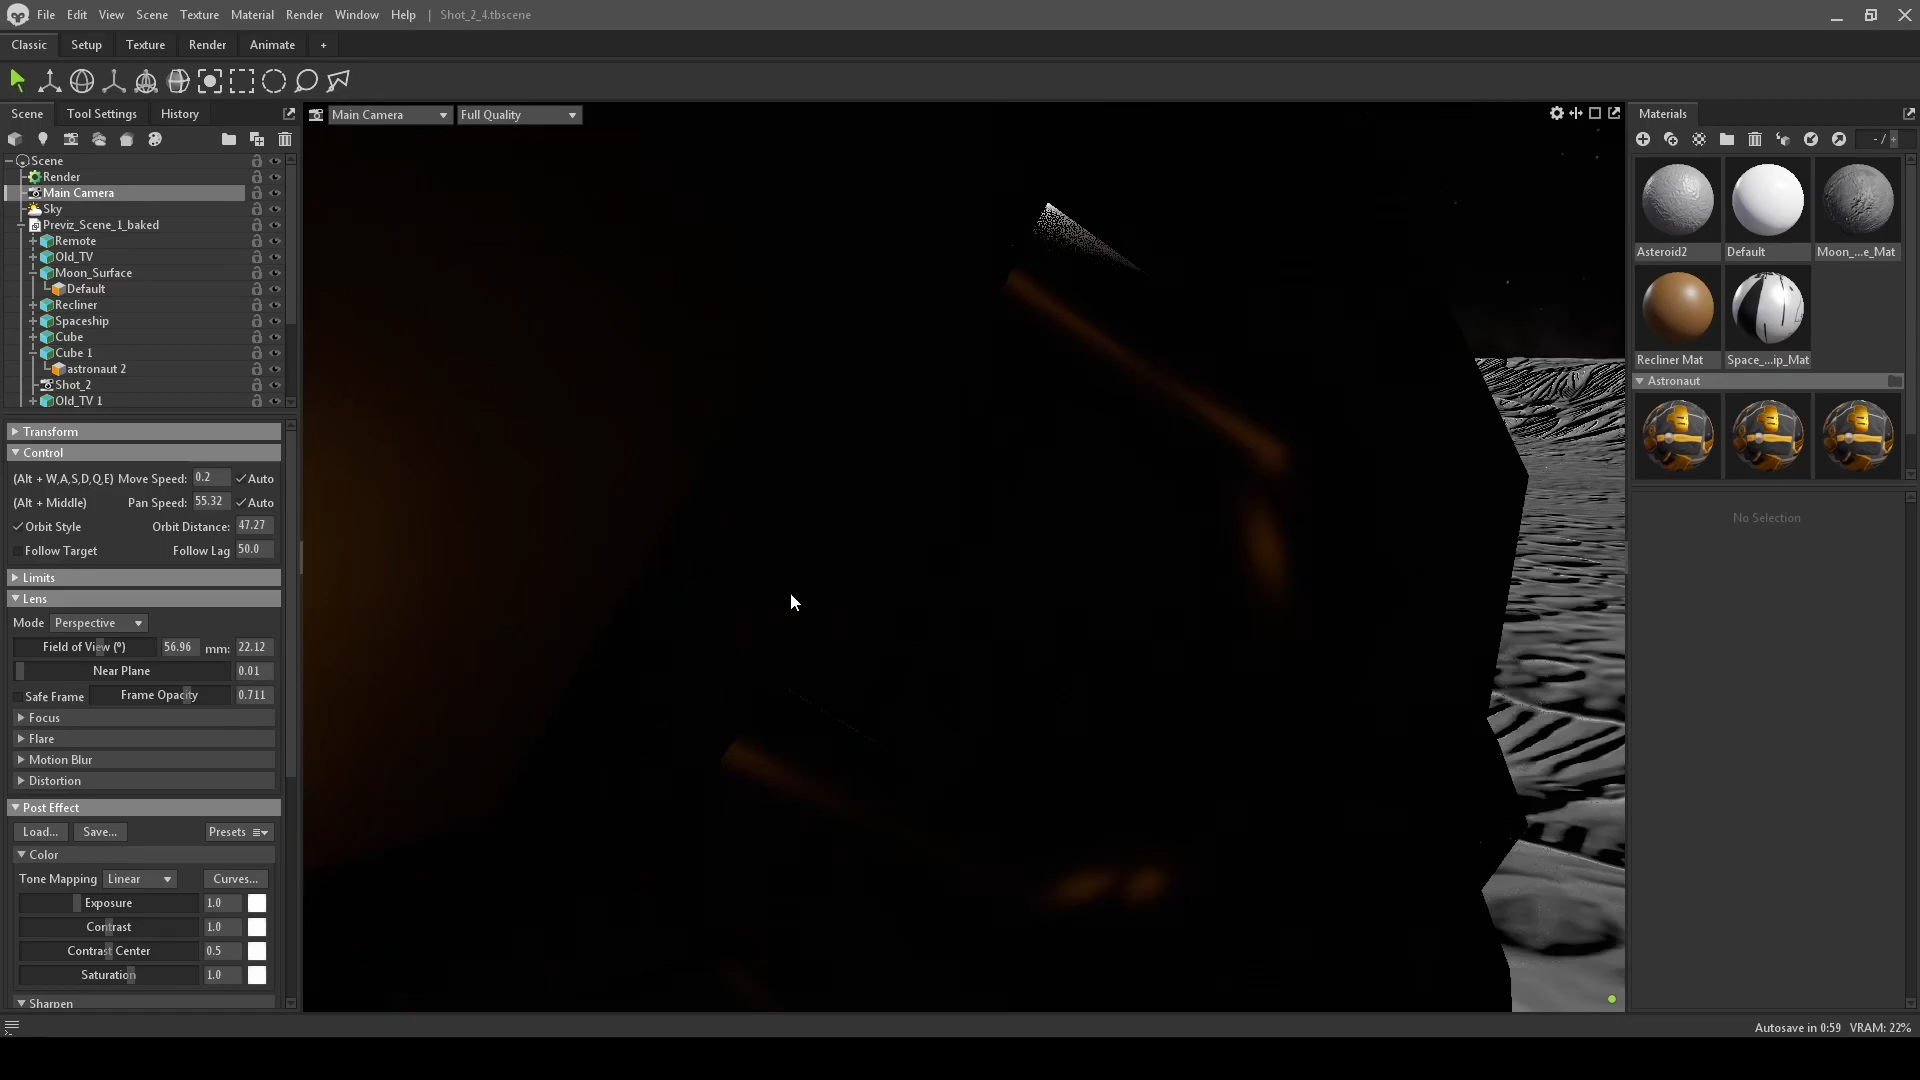 File Edit View Scene Texture Material Render Window Help | Shot_2_4.tbscene
Classic Setup Texture Render Animate +
Scene Tool Settings History
Main Camera Full Quality
Materials
- / +
Scene
Render
Main Camera
Sky
Previz_Scene_1_baked
Remote
Old_TV
Moon_Surface
Default
Recliner
Spaceship
Cube
Cube 1
astronaut 2
Shot_2
Old_TV 1
Transform
Control
(Alt + W,A,S,D,Q,E) Move Speed: 0.2 Auto
(Alt + Middle) Pan Speed: 55.32 Auto
Orbit Style Orbit Distance: 47.27
Follow Target Follow Lag 50.0
Limits
Lens
Mode Perspective
Field of View (°) 56.96 mm: 22.12
Near Plane 0.01
Safe Frame Frame Opacity 0.711
Focus
Flare
Motion Blur
Distortion
Post Effect
Load... Save... Presets
Color
Tone Mapping Linear Curves...
Exposure 1.0
Contrast 1.0
Contrast Center 0.5
Saturation 1.0
Sharpen
Asteroid2 Default Moon_...e_Mat
Recliner Mat Space_...ip_Mat
Astronaut
No Selection
Autosave in 0:59 VRAM: 22%